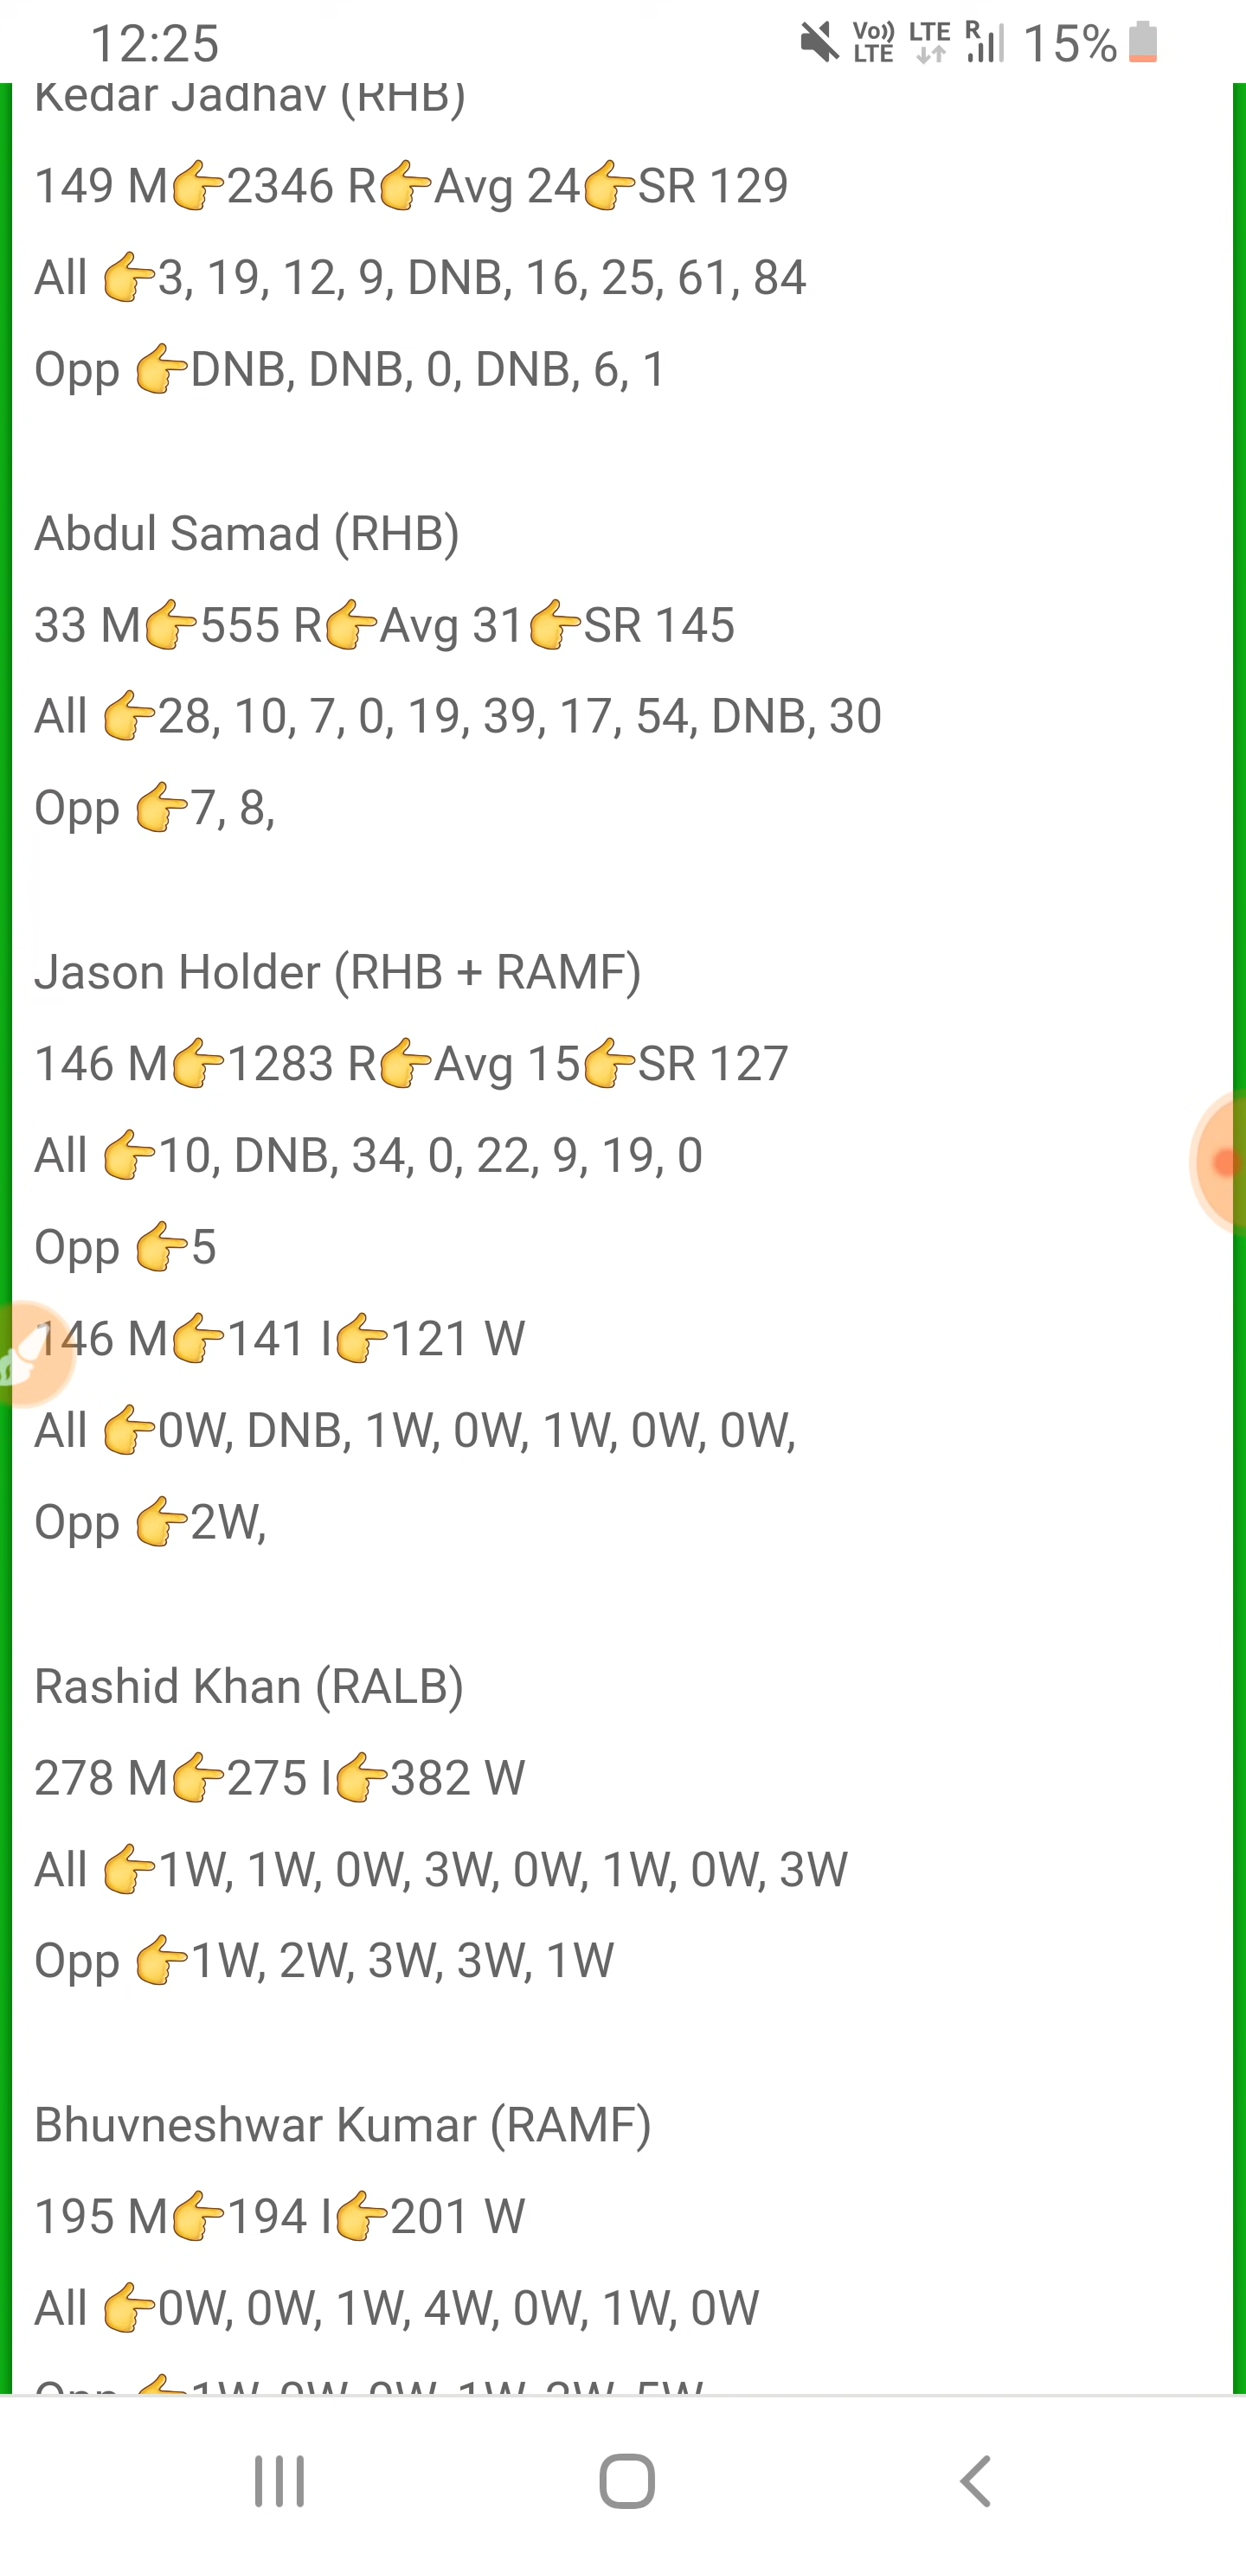 12:25 Vo)) LTE LTE R 15%
Kedar Jadhav (RHB)
149 M👉2346 R👉Avg 24👉SR 129
All 👉3, 19, 12, 9, DNB, 16, 25, 61, 84
Opp 👉DNB, DNB, 0, DNB, 6, 1
Abdul Samad (RHB)
33 M👉555 R👉Avg 31👉SR 145
All 👉28, 10, 7, 0, 19, 39, 17, 54, DNB, 30
Opp 👉7, 8,
Jason Holder (RHB + RAMF)
146 M👉1283 R👉Avg 15👉SR 127
All 👉10, DNB, 34, 0, 22, 9, 19, 0
Opp 👉5
146 M👉141 I👉121 W
All 👉0W, DNB, 1W, 0W, 1W, 0W, 0W,
Opp 👉2W,
Rashid Khan (RALB)
278 M👉275 I👉382 W
All 👉1W, 1W, 0W, 3W, 0W, 1W, 0W, 3W
Opp 👉1W, 2W, 3W, 3W, 1W
Bhuvneshwar Kumar (RAMF)
195 M👉194 I👉201 W
All 👉0W, 0W, 1W, 4W, 0W, 1W, 0W